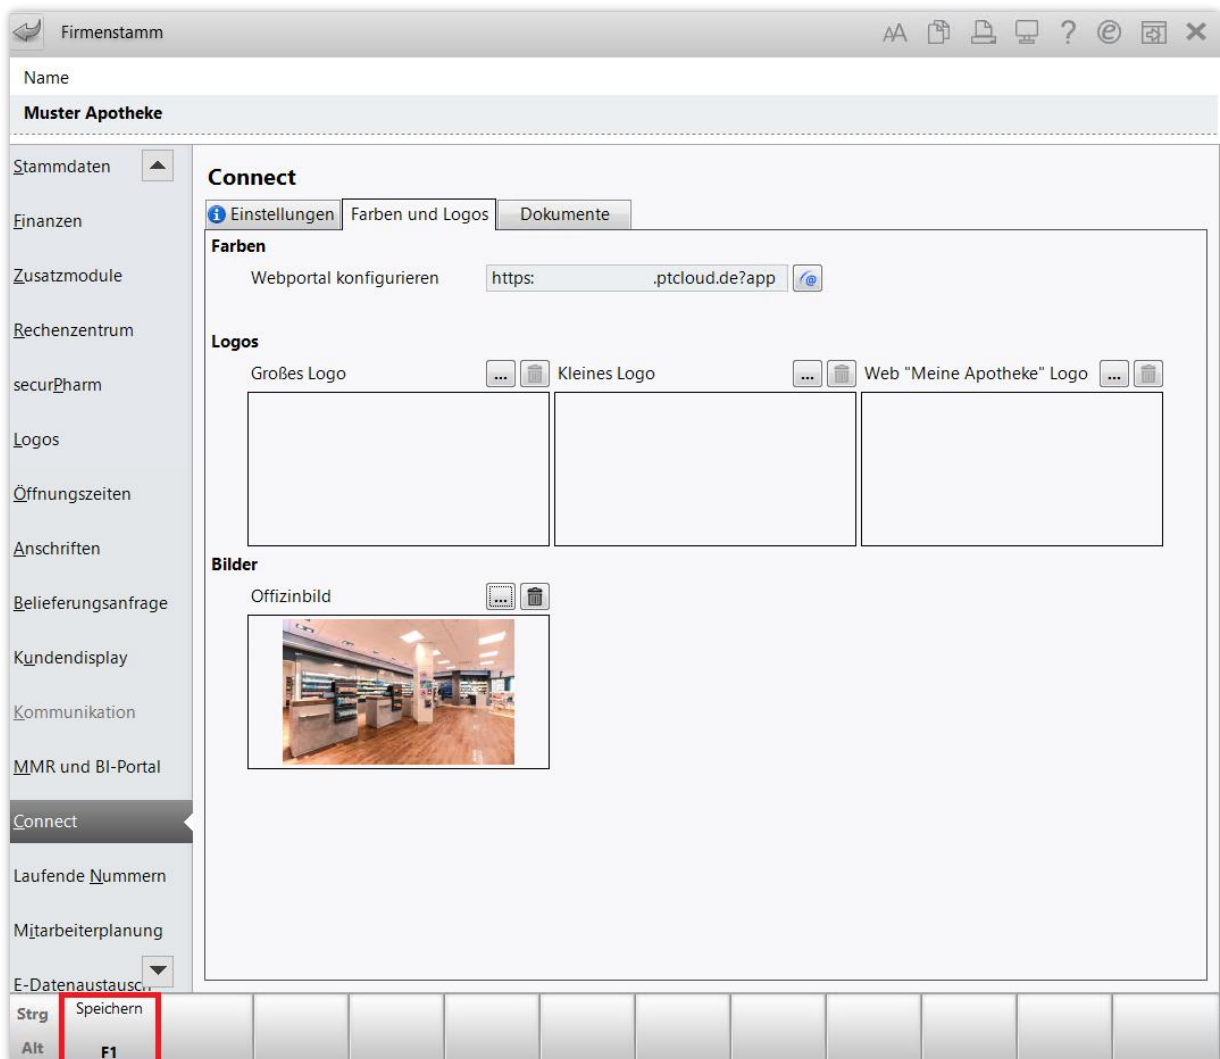 Firmenstamm
Name
Muster Apotheke
Stammdaten
Finanzen
Zusatzmodule
Rechenzentrum
securPharm
Logos
Öffnungszeiten
Anschriften
Belieferungsanfrage
Kundendisplay
Kommunikation
MMR und BI-Portal
Connect
Laufende Nummern
Mitarbeiterplanung
E-Datenaustausch
Connect
Einstellungen Farben und Logos Dokumente
Farben
Webportal konfigurieren https: .ptcloud.de?app
Logos
Großes Logo ... Kleines Logo ... Web "Meine Apotheke" Logo ...
Bilder
Offizinbild ...
Strg Speichern
Alt F1